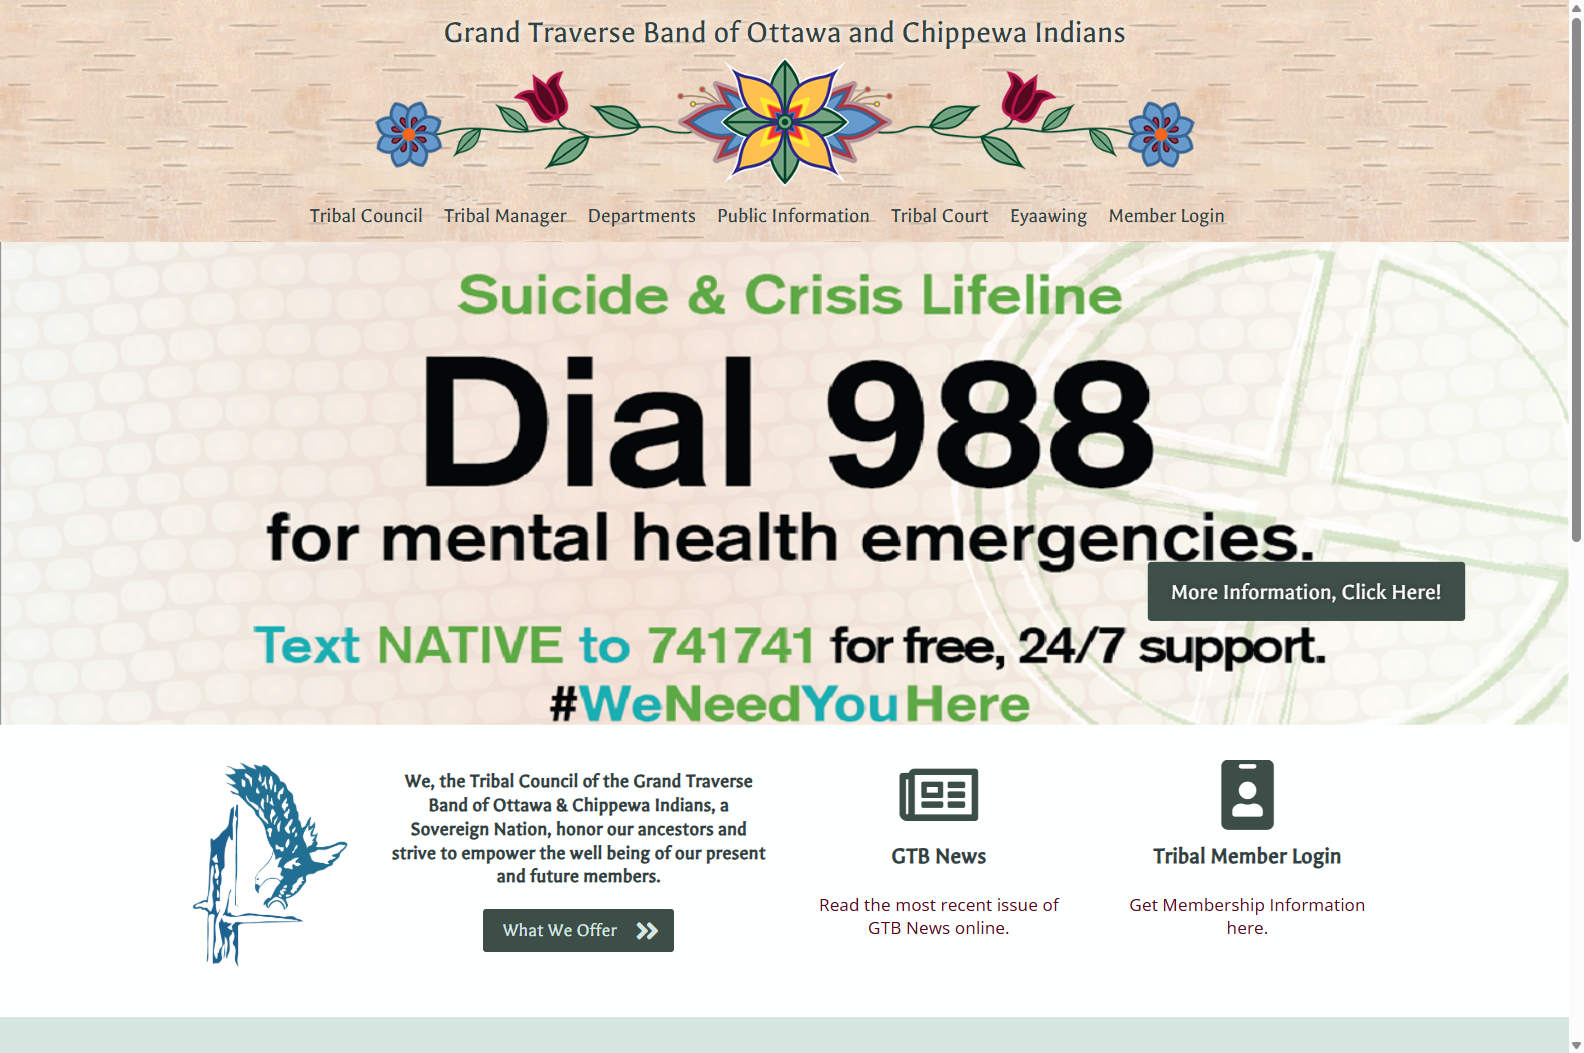 Grand Traverse Band of Ottawa and Chippewa Indians
Tribal Council Tribal Manager Departments Public Information Tribal Court Eyaawing Member Login
Suicide & Crisis Lifeline
Dial 988
for mental health emergencies.
More Information, Click Here!
Text NATIVE to 741741 for free, 24/7 support.
#WeNeedYouHere
We, the Tribal Council of the Grand Traverse
Band of Ottawa & Chippewa Indians, a
Sovereign Nation, honor our ancestors and
strive to empower the well being of our present
and future members.
What We Offer
GTB News
Read the most recent issue of
GTB News online.
Tribal Member Login
Get Membership Information
here.